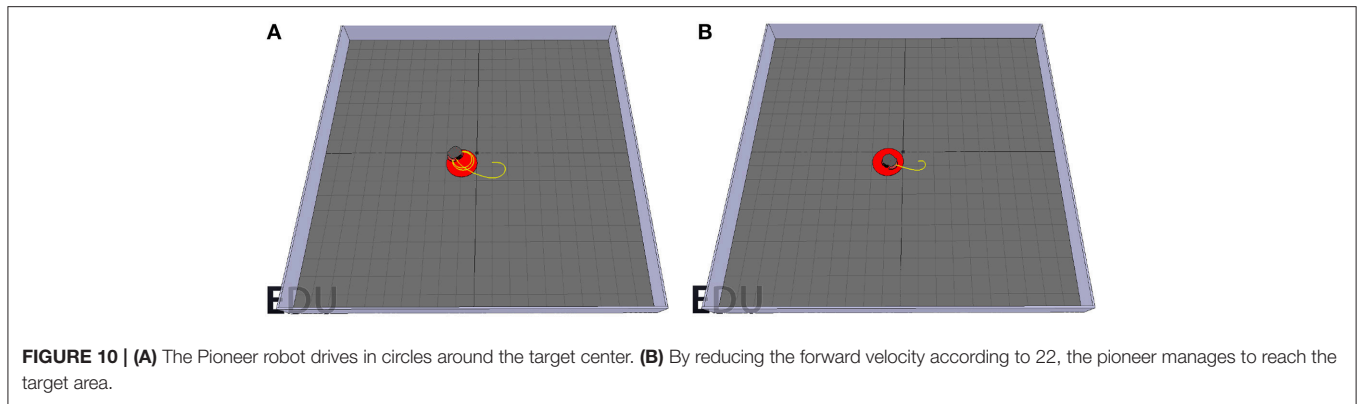 A
B
EDU
EDU
FIGURE 10 | (A) The Pioneer robot drives in circles around the target center. (B) By reducing the forward velocity according to 22, the pioneer manages to reach the
target area.